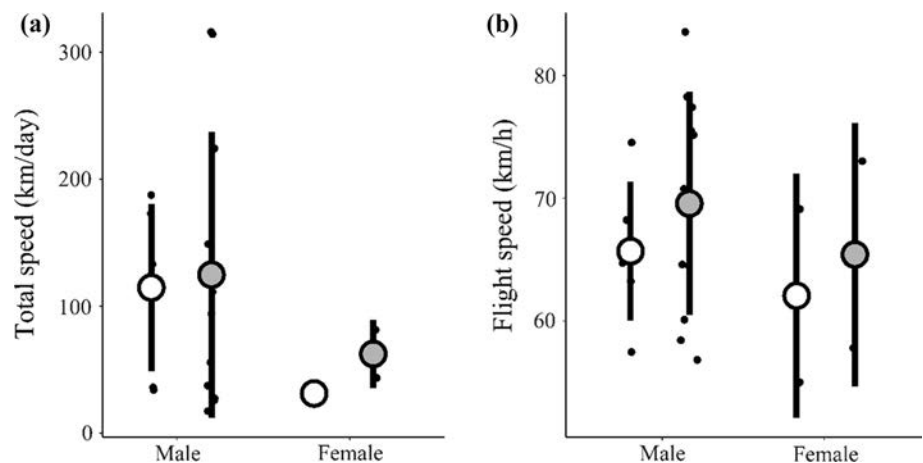 (a)
Total speed (km/day)
300
200
100
0
Male Female
(b)
Flight speed (km/h)
80
70
60
Male Female